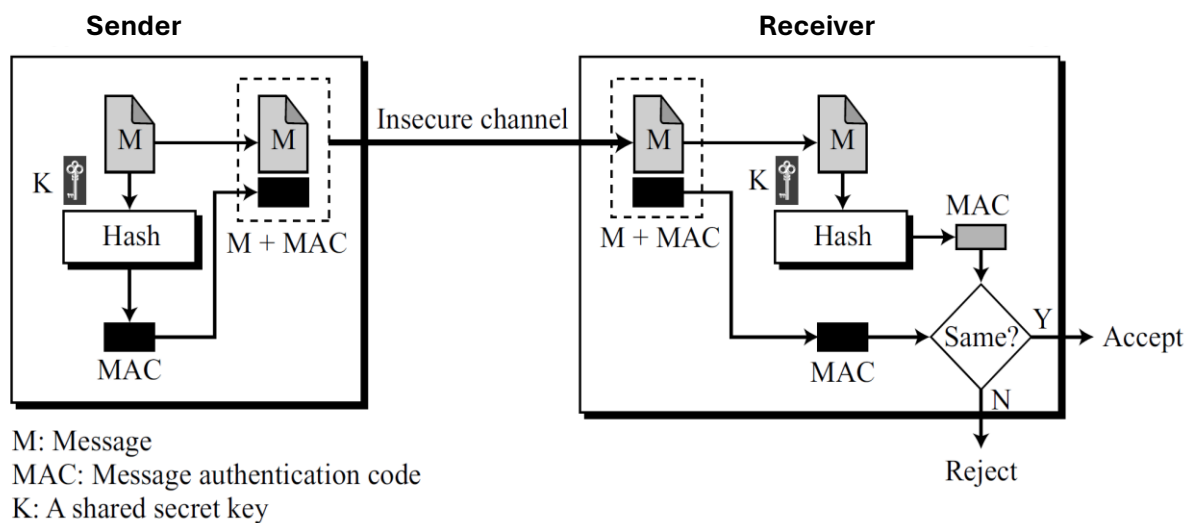 Sender
Receiver
M
M
Insecure channel
M
M
K
K
MAC
Hash
M + MAC
M + MAC
Hash
MAC
MAC
Same?
Y
Accept
N
Reject
M: Message
MAC: Message authentication code
K: A shared secret key